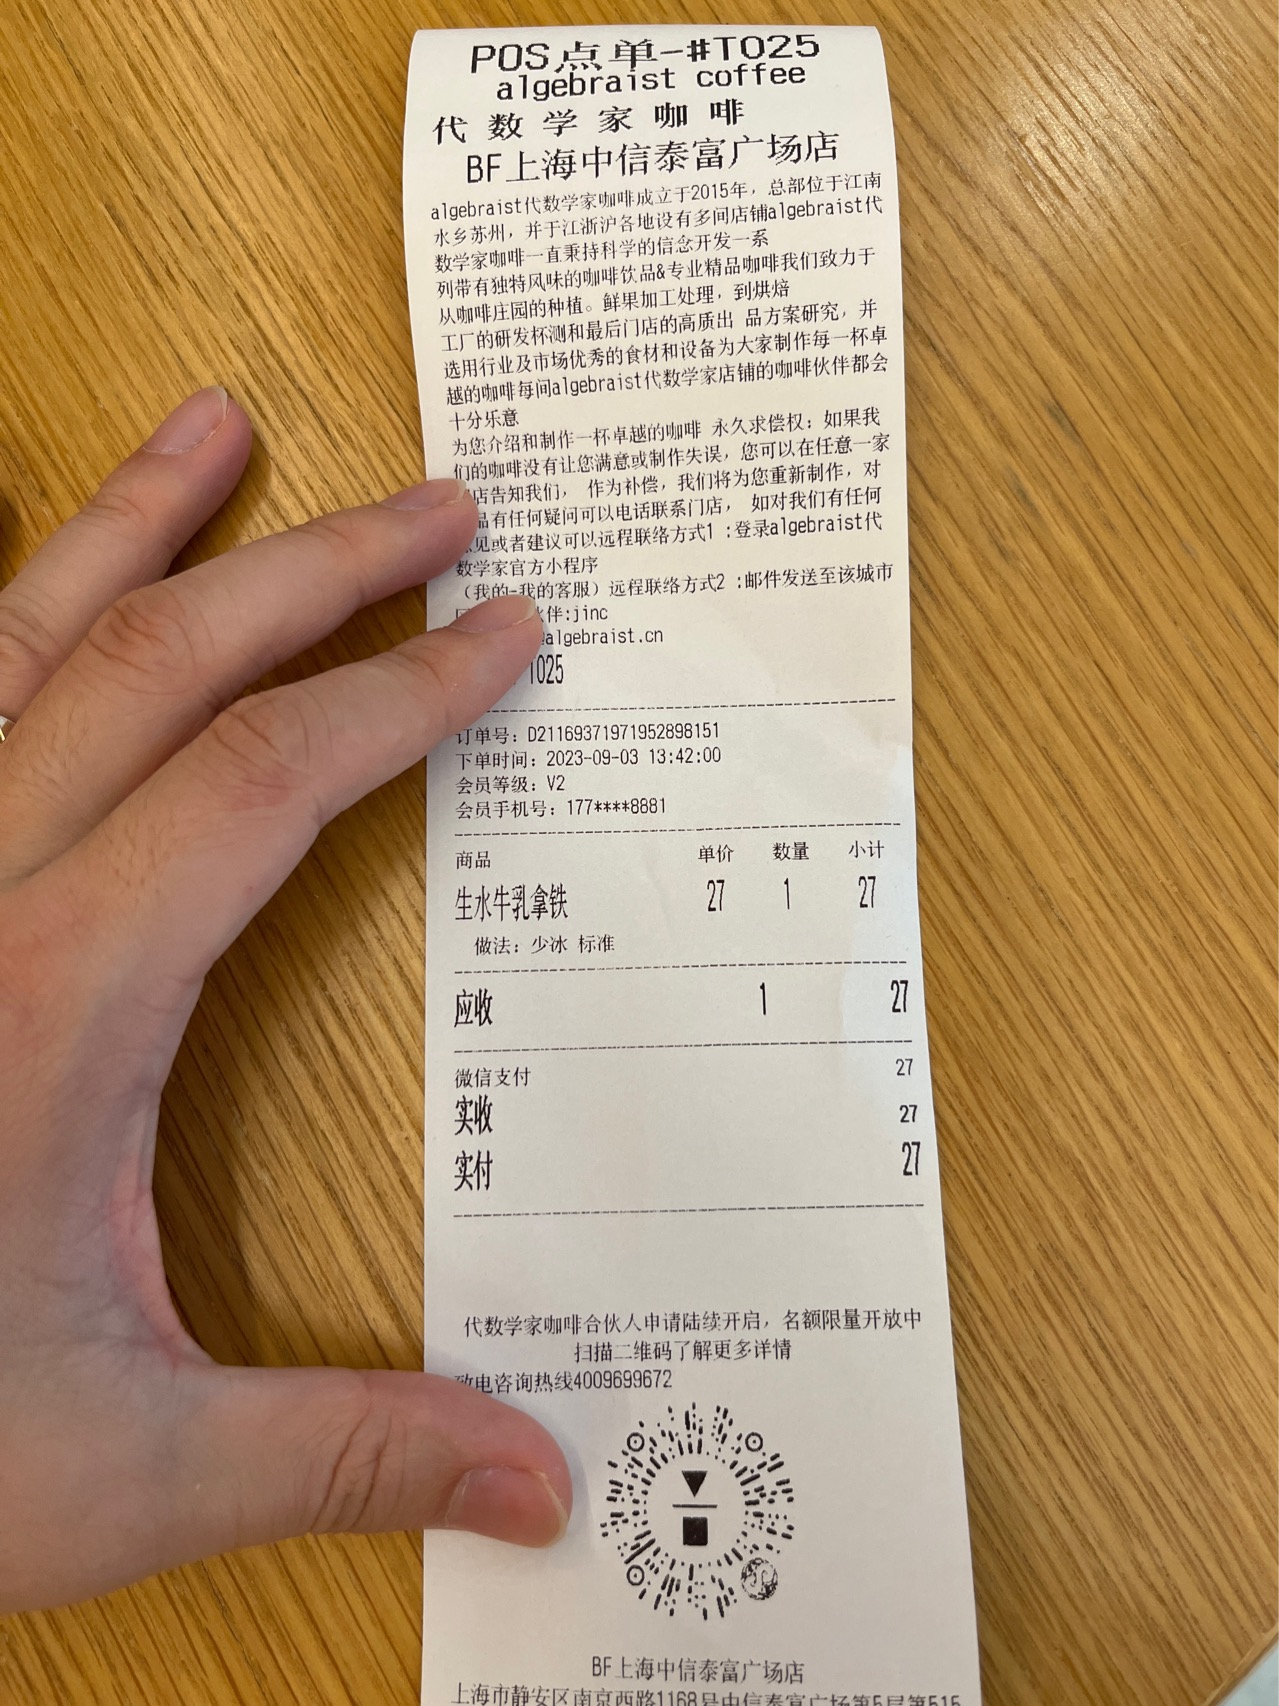 POS点单-#T025
algebraist coffee
代数学家咖啡
BF上海中信泰富广场店
algebraist代数学家咖啡成立于2015年，总部位于江南
水乡苏州，并于江浙沪各地设有多间店铺algebraist代
数学家咖啡一直秉持科学的信念开发一系
列带有独特风味的咖啡饮品&专业精品咖啡我们致力于
从咖啡庄园的种植。鲜果加工处理，到烘焙
工厂的研发杯测和最后门店的高质出 品方案研究，并
选用行业及市场优秀的食材和设备为大家制作每一杯卓
越的咖啡每间algebraist代数学家店铺的咖啡伙伴都会
十分乐意
为您介绍和制作一杯卓越的咖啡 永久求偿权；如果我
们的咖啡没有让您满意或制作失误，您可以在任意一家
店告知我们， 作为补偿，我们将为您重新制作，对
品有任何疑问可以电话联系门店， 如对我们有任何
见或者建议可以远程联络方式1 :登录algebraist代
数学家官方小程序
（我的-我的客服）远程联络方式2 :邮件发送至该城市
伴:jinc
@algebraist.cn
T025
订单号：D21169371971952898151
下单时间：2023-09-03 13:42:00
会员等级：V2
会员手机号：177****8881
商品 单价 数量 小计
生水牛乳拿铁 27 1 27
做法：少冰 标准
应收 1 27
微信支付 27
实收 27
实付 27
代数学家咖啡合伙人申请陆续开启，名额限量开放中
扫描二维码了解更多详情
致电咨询热线4009699672
BF上海中信泰富广场店
上海市静安区南京西路1168号中信泰富广场第5层第515